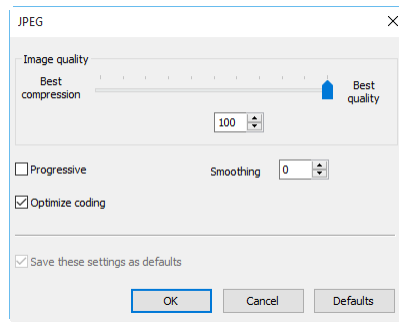 JPEG
Image quality
Best
compression
Best
quality
100
Progressive
Smoothing
0
Optimize coding
Save these settings as defaults
OK
Cancel
Defaults